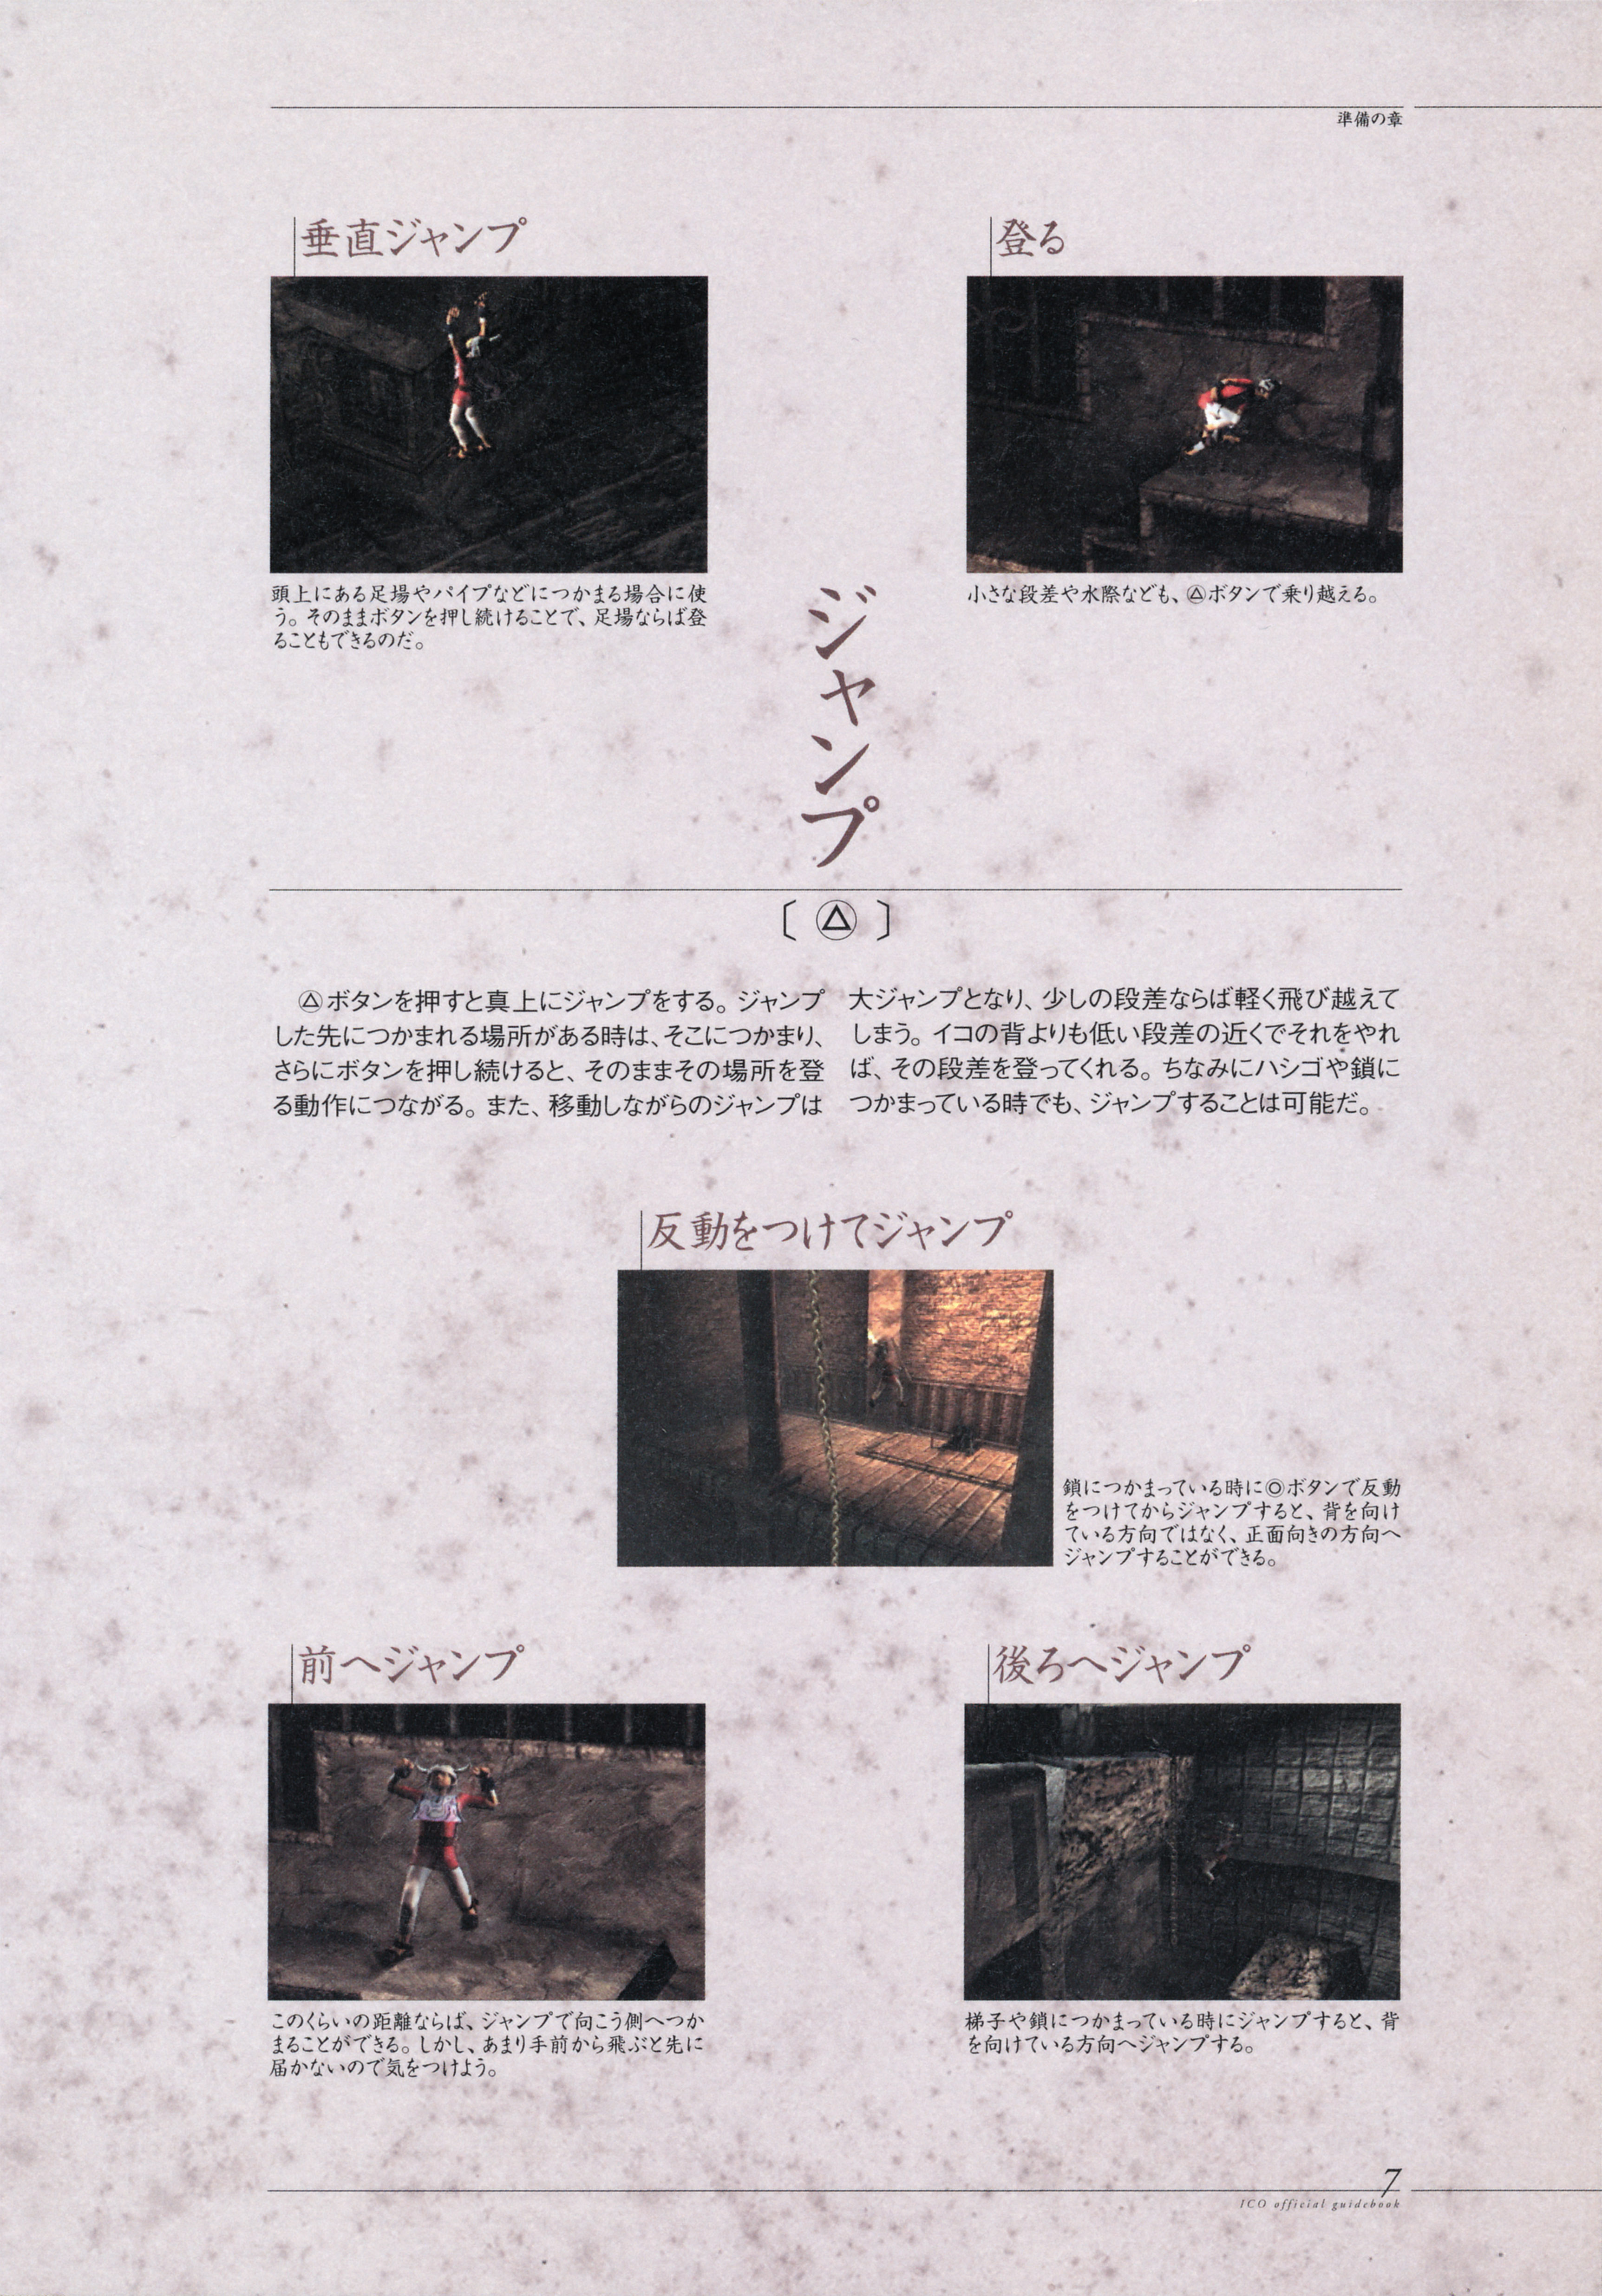 準備の章
垂直ジャンプ
頭上にある足場やパイプなどにつかまる場合に使
う。そのままボタンを押し続けることで、足場ならば登
ることもできるのだ。
登る
小さな段差や水際なども、△ボタンで乗り越える。
ジャンプ
〔 △ 〕
△ボタンを押すと真上にジャンプをする。ジャンプ
した先につかまれる場所がある時は、そこにつかまり、
さらにボタンを押し続けると、そのままその場所を登
る動作につながる。また、移動しながらのジャンプは
大ジャンプとなり、少しの段差ならば軽く飛び越えて
しまう。イコの背よりも低い段差の近くでそれをやれ
ば、その段差を登ってくれる。ちなみにハシゴや鎖に
つかまっている時でも、ジャンプすることは可能だ。
反動をつけてジャンプ
鎖につかまっている時に◎ボタンで反動
をつけてからジャンプすると、背を向け
ている方向ではなく、正面向きの方向へ
ジャンプすることができる。
前へジャンプ
このくらいの距離ならば、ジャンプで向こう側へつか
まることができる。しかし、あまり手前から飛ぶと先に
届かないので気をつけよう。
後ろへジャンプ
梯子や鎖につかまっている時にジャンプすると、背
を向けている方向へジャンプする。
7
ICO official guidebook